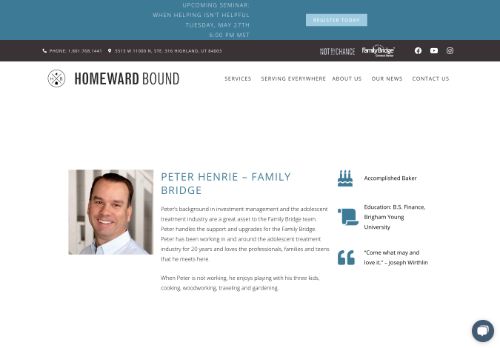 UPCOMING SEMINAR:
WHEN HELPING ISN'T HELPFUL
TUESDAY, MAY 27TH
6:00 PM MST
REGISTER TODAY
PHONE: 1.801.768.1441
5513 W 11000 N, STE. 316 HIGHLAND, UT 84003
NOT BY CHANCE
Family Bridge
HOMEWARD BOUND
SERVICES
SERVING EVERYWHERE
ABOUT US
OUR NEWS
CONTACT US
PETER HENRIE – FAMILY
BRIDGE
Peter's background in investment management and the adolescent
treatment industry are a great asset to the Family Bridge team.
Peter handles the support and upgrades for the Family Bridge.
Peter has been working in and around the adolescent treatment
industry for 20 years and loves the professionals, families and teens
that he meets here.
When Peter is not working, he enjoys playing with his three kids,
cooking, woodworking, traveling and gardening.
Accomplished Baker
Education: B.S. Finance,
Brigham Young
University
"Come what may and
love it." – Joseph Wirthlin